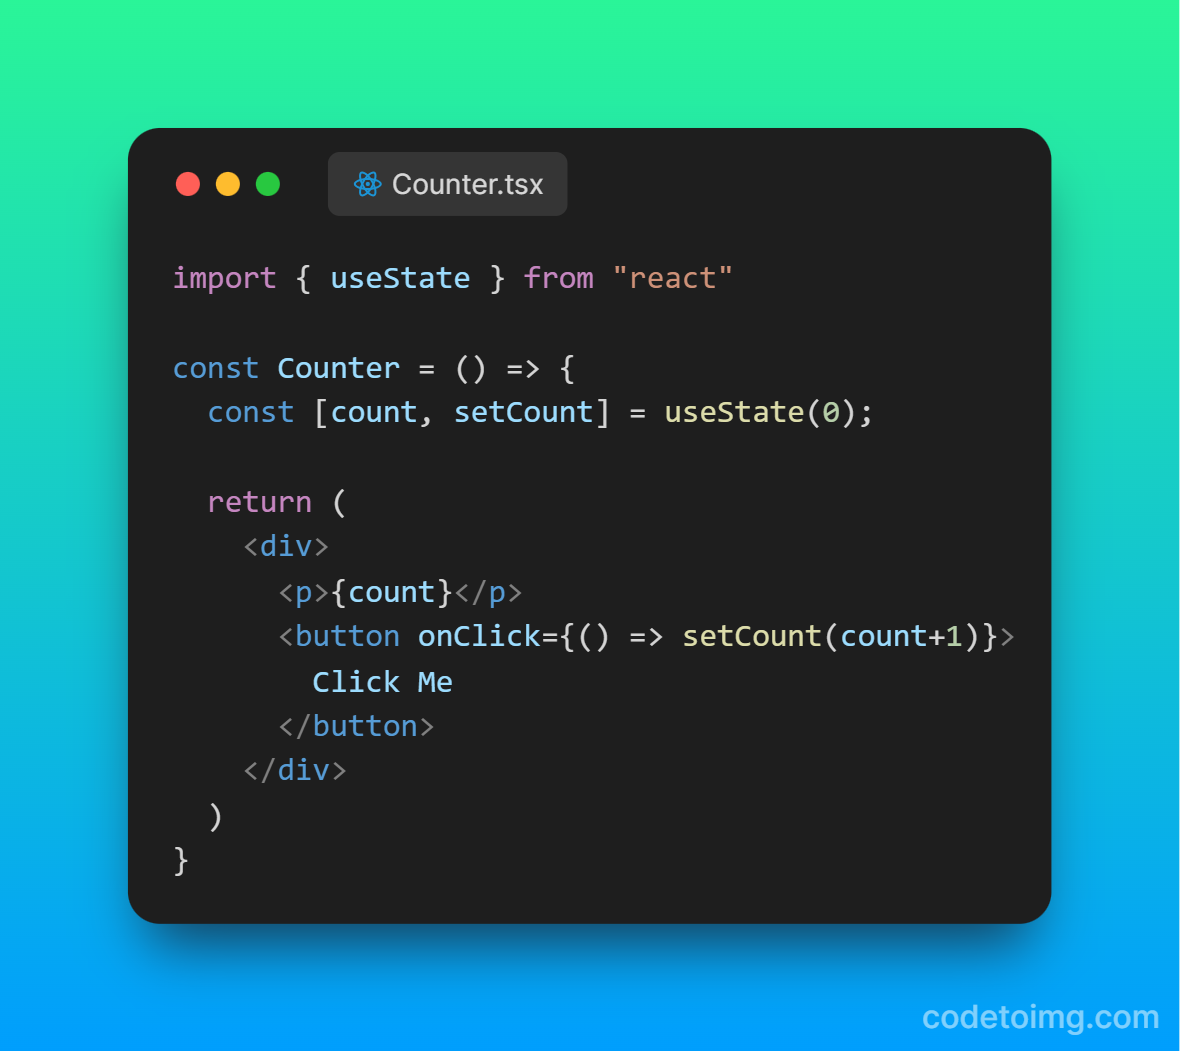 Counter.tsx
import { useState } from "react"
const Counter = () => {
  const [count, setCount] = useState(0);
  return (
    <div>
      <p>{count}</p>
      <button onClick={() => setCount(count+1)}>
        Click Me
      </button>
    </div>
  )
}
codetoimg.com